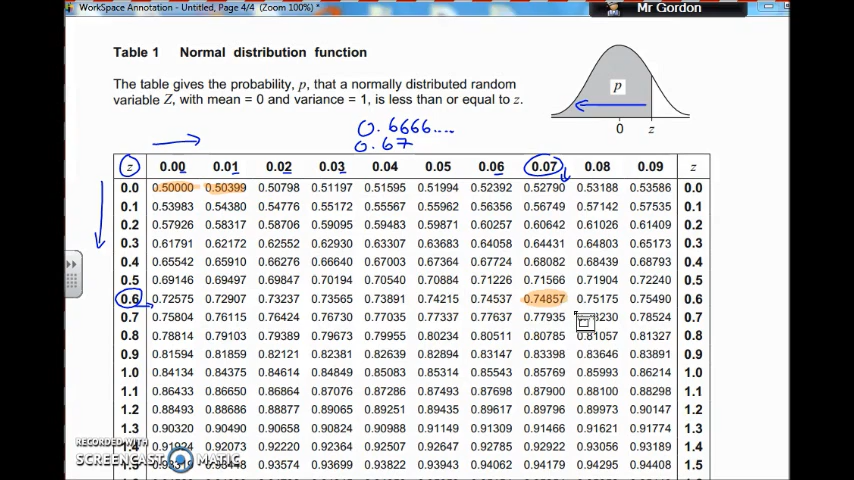 WorkSpace Annotation - Untitled, Page 4/4 (Zoom 100%) *
Mr Gordon
Table 1 Normal distribution function
The table gives the probability, p, that a normally distributed random
variable Z, with mean = 0 and variance = 1, is less than or equal to z.
p
0 z
0.6666....
0.67
z 0.00 0.01 0.02 0.03 0.04 0.05 0.06 0.07 0.08 0.09 z
0.0 0.50000 0.50399 0.50798 0.51197 0.51595 0.51994 0.52392 0.52790 0.53188 0.53586 0.0
0.1 0.53983 0.54380 0.54776 0.55172 0.55567 0.55962 0.56356 0.56749 0.57142 0.57535 0.1
0.2 0.57926 0.58317 0.58706 0.59095 0.59483 0.59871 0.60257 0.60642 0.61026 0.61409 0.2
0.3 0.61791 0.62172 0.62552 0.62930 0.63307 0.63683 0.64058 0.64431 0.64803 0.65173 0.3
0.4 0.65542 0.65910 0.66276 0.66640 0.67003 0.67364 0.67724 0.68082 0.68439 0.68793 0.4
0.5 0.69146 0.69497 0.69847 0.70194 0.70540 0.70884 0.71226 0.71566 0.71904 0.72240 0.5
0.6 0.72575 0.72907 0.73237 0.73565 0.73891 0.74215 0.74537 0.74857 0.75175 0.75490 0.6
0.7 0.75804 0.76115 0.76424 0.76730 0.77035 0.77337 0.77637 0.77935 0.78524 0.7
0.8 0.78814 0.79103 0.79389 0.79673 0.79955 0.80234 0.80511 0.80785 0.81057 0.81327 0.8
0.9 0.81594 0.81859 0.82121 0.82381 0.82639 0.82894 0.83147 0.83398 0.83646 0.83891 0.9
1.0 0.84134 0.84375 0.84614 0.84849 0.85083 0.85314 0.85543 0.85769 0.85993 0.86214 1.0
1.1 0.86433 0.86650 0.86864 0.87076 0.87286 0.87493 0.87698 0.87900 0.88100 0.88298 1.1
1.2 0.88493 0.88686 0.88877 0.89065 0.89251 0.89435 0.89617 0.89796 0.89973 0.90147 1.2
1.3 0.90320 0.90490 0.90658 0.90824 0.90988 0.91149 0.91309 0.91466 0.91621 0.91774 1.3
1.4 0.91924 0.92073 0.92220 0.92364 0.92507 0.92647 0.92785 0.92922 0.93056 0.93189 1.4
0.93574 0.93699 0.93822 0.93943 0.94062 0.94179 0.94295 0.94408 1.5
RECORDED WITH
SCREENCAST MATIC